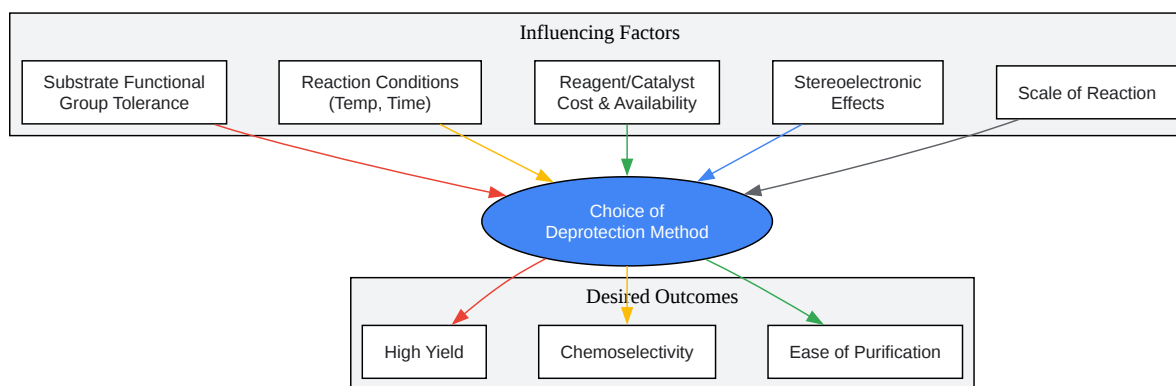 Influencing Factors
Substrate Functional
Group Tolerance
Reaction Conditions
(Temp, Time)
Reagent/Catalyst
Cost & Availability
Stereoelectronic
Effects
Scale of Reaction
Choice of
Deprotection Method
Desired Outcomes
High Yield
Chemoselectivity
Ease of Purification